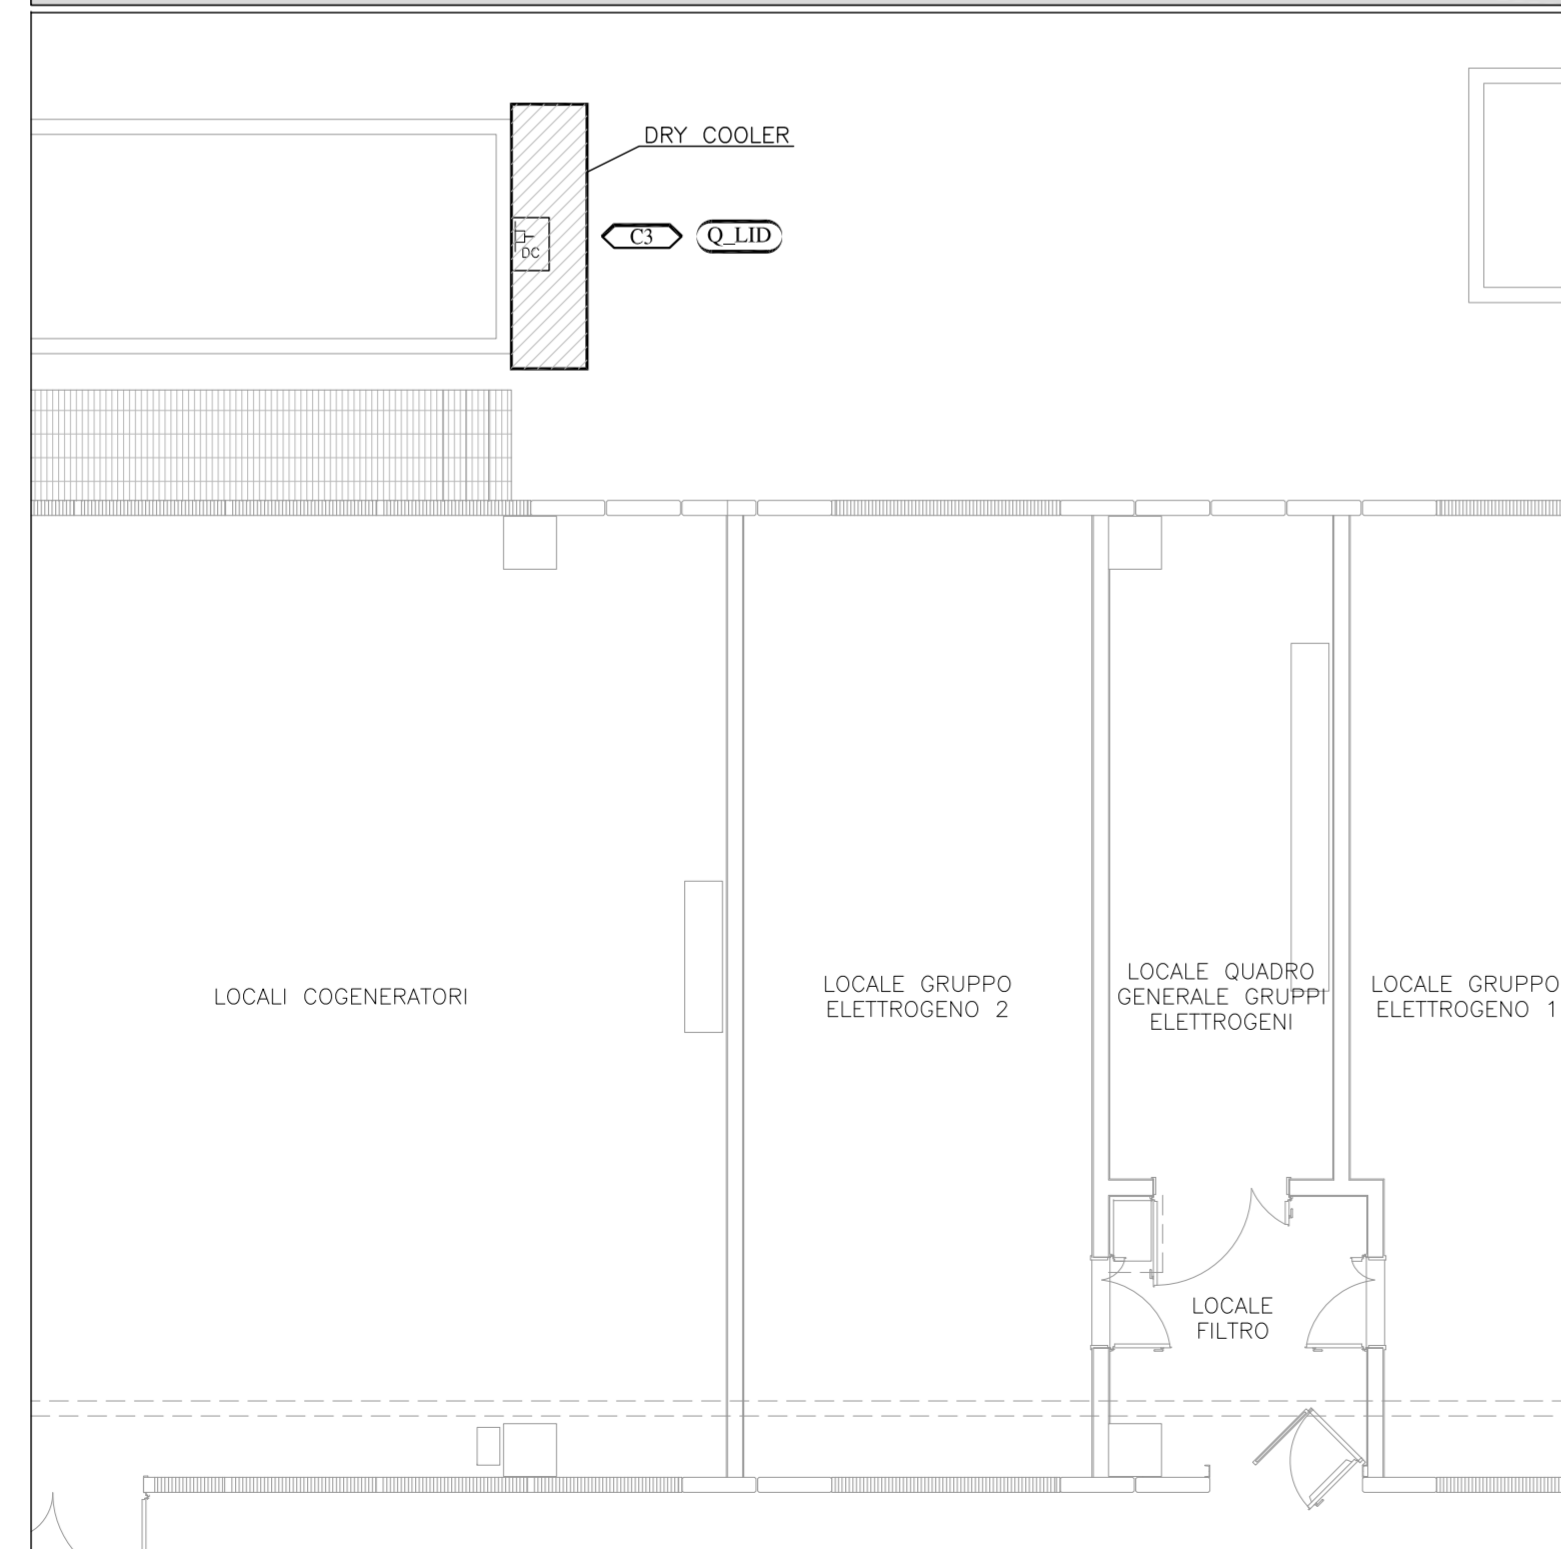 DRY COOLER
C3
Q_LID
DC
LOCALI COGENERATORI
LOCALE GRUPPO
ELETTROGENO 2
LOCALE QUADRO
GENERALE GRUPPI
ELETTROGENI
LOCALE GRUPPO
ELETTROGENO 1
LOCALE
FILTRO